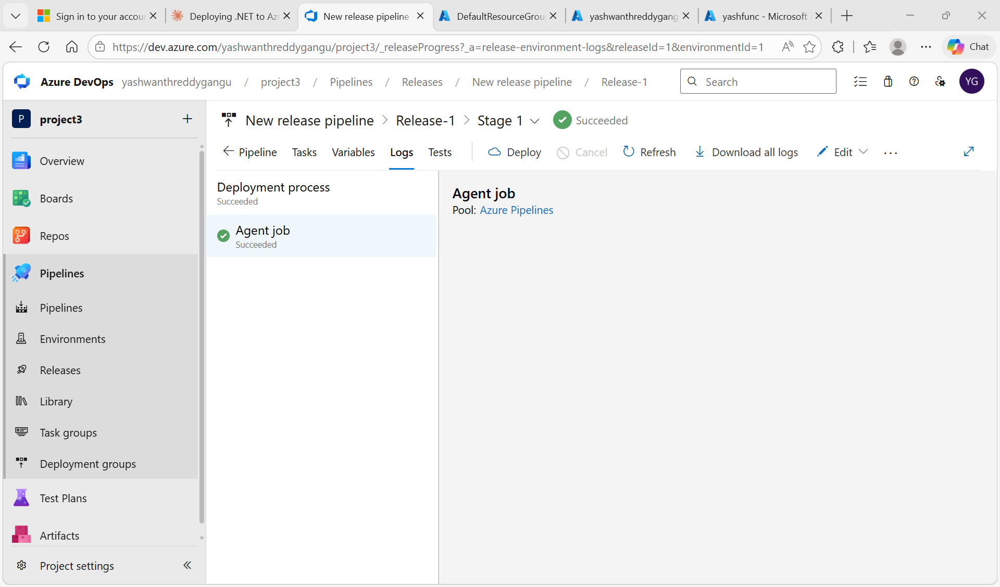 Sign in to your accou
Deploying .NET to Az
New release pipeline
DefaultResourceGrou
yashwanthreddygang
yashfunc - Microsoft
https://dev.azure.com/yashwanthreddygangu/project3/_releaseProgress?_a=release-environment-logs&releaseId=1&environmentId=1
Chat
Azure DevOps yashwanthreddygangu / project3 / Pipelines / Releases / New release pipeline / Release-1
Search
YG
P project3
Overview
Boards
Repos
Pipelines
Pipelines
Environments
Releases
Library
Task groups
Deployment groups
Test Plans
Artifacts
Project settings
New release pipeline > Release-1 > Stage 1 Succeeded
Pipeline Tasks Variables Logs Tests Deploy Cancel Refresh Download all logs Edit
Deployment process
Succeeded
Agent job
Succeeded
Agent job
Pool: Azure Pipelines